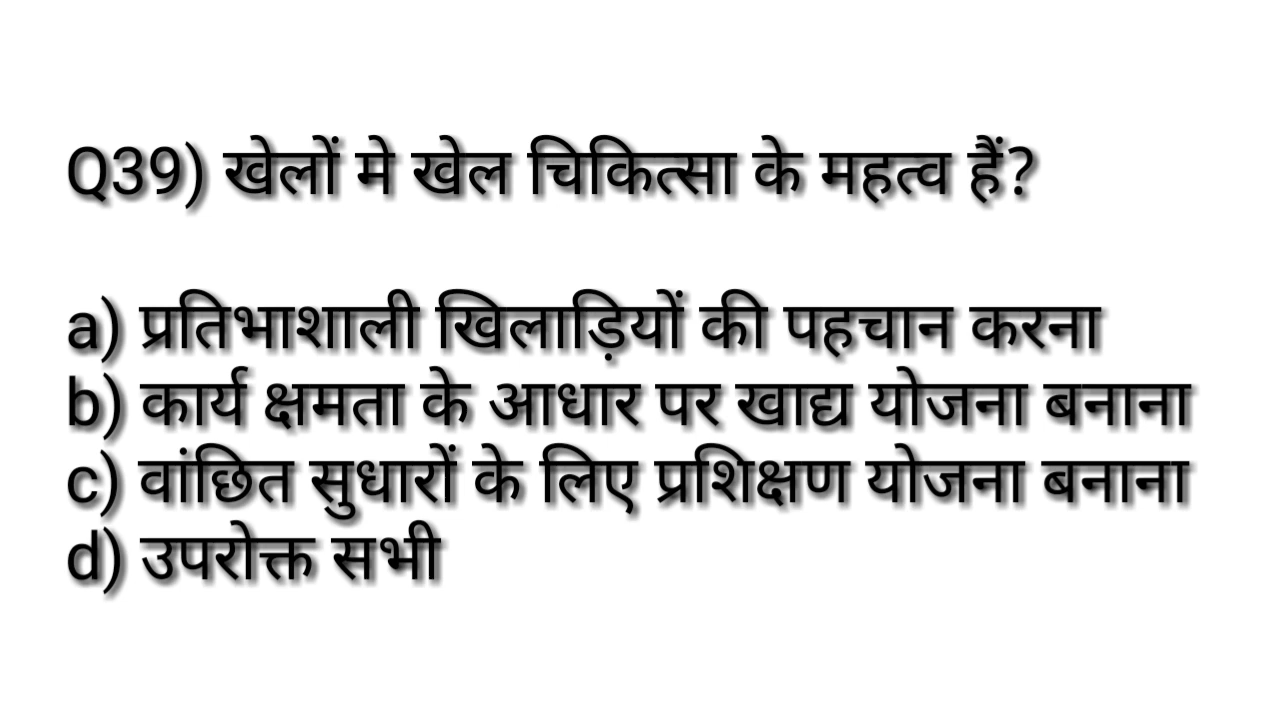 Q39) खेलों मे खेल चिकित्सा के महत्व हैं?
a) प्रतिभाशाली खिलाड़ियों की पहचान करना
b) कार्य क्षमता के आधार पर खाद्य योजना बनाना
c) वांछित सुधारों के लिए प्रशिक्षण योजना बनाना
d) उपरोक्त सभी